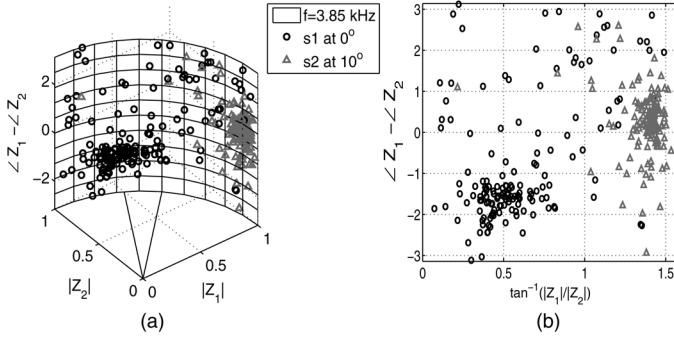 f=3.85 kHz
s1 at 0°
s2 at 10°
∠ Z₁ −∠ Z₂
2
0
−2
1
0.5
0
|Z₂|
0
0.5
1
|Z₁|
(a)
∠ Z₁ −∠ Z₂
3
2
1
0
−1
−2
−3
0
0.5
1
1.5
tan⁻¹(|Z₁|/|Z₂|)
(b)